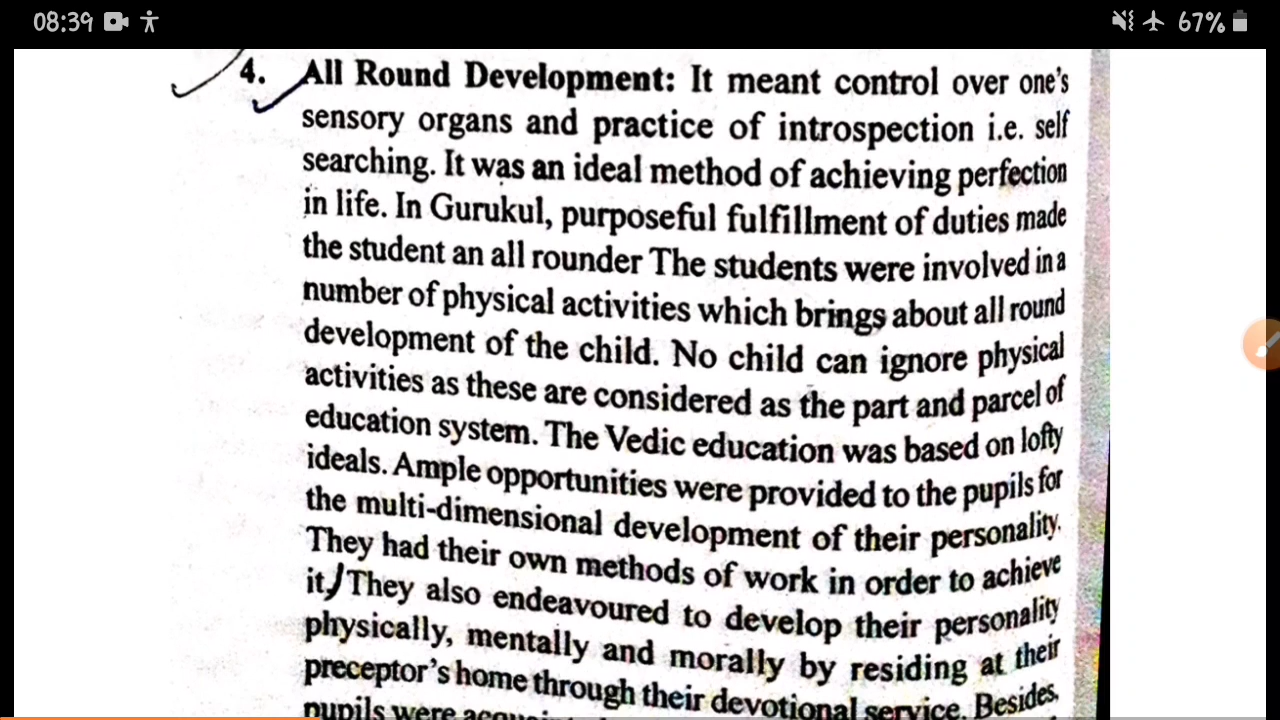 08:39
67%
4. All Round Development: It meant control over one's
sensory organs and practice of introspection i.e. self
searching. It was an ideal method of achieving perfection
in life. In Gurukul, purposeful fulfillment of duties made
the student an all rounder The students were involved in a
number of physical activities which brings about all round
development of the child. No child can ignore physical
activities as these are considered as the part and parcel of
education system. The Vedic education was based on lofty
ideals. Ample opportunities were provided to the pupils for
the multi-dimensional development of their personality.
They had their own methods of work in order to achieve
it. They also endeavoured to develop their personality
physically, mentally and morally by residing at their
preceptor's home through their devotional service. Besides,
pupils were